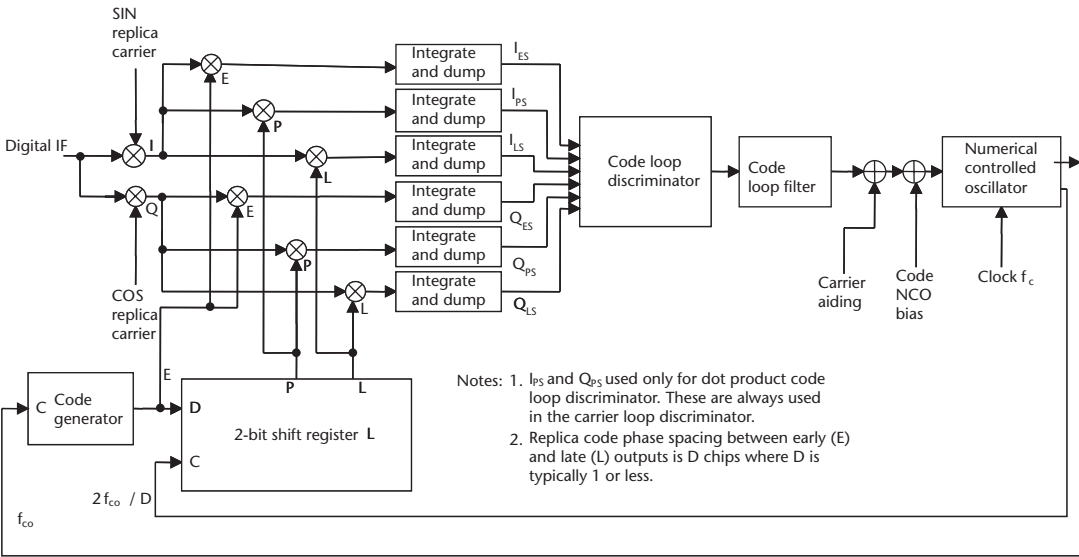 SIN
replica
carrier
Digital IF
I
Q
COS
replica
carrier
E
P
L
E
P
L
Integrate
and dump
Integrate
and dump
Integrate
and dump
Integrate
and dump
Integrate
and dump
Integrate
and dump
I_ES
I_PS
I_LS
Q_ES
Q_PS
Q_LS
Code loop
discriminator
Code
loop filter
Numerical
controlled
oscillator
Carrier
aiding
Code
NCO
bias
Clock f_c
E
C Code
generator
D
C
P L
2-bit shift register L
2 f_co / D
f_co
Notes: 1. I_PS and Q_PS used only for dot product code
loop discriminator. These are always used
in the carrier loop discriminator.
2. Replica code phase spacing between early (E)
and late (L) outputs is D chips where D is
typically 1 or less.